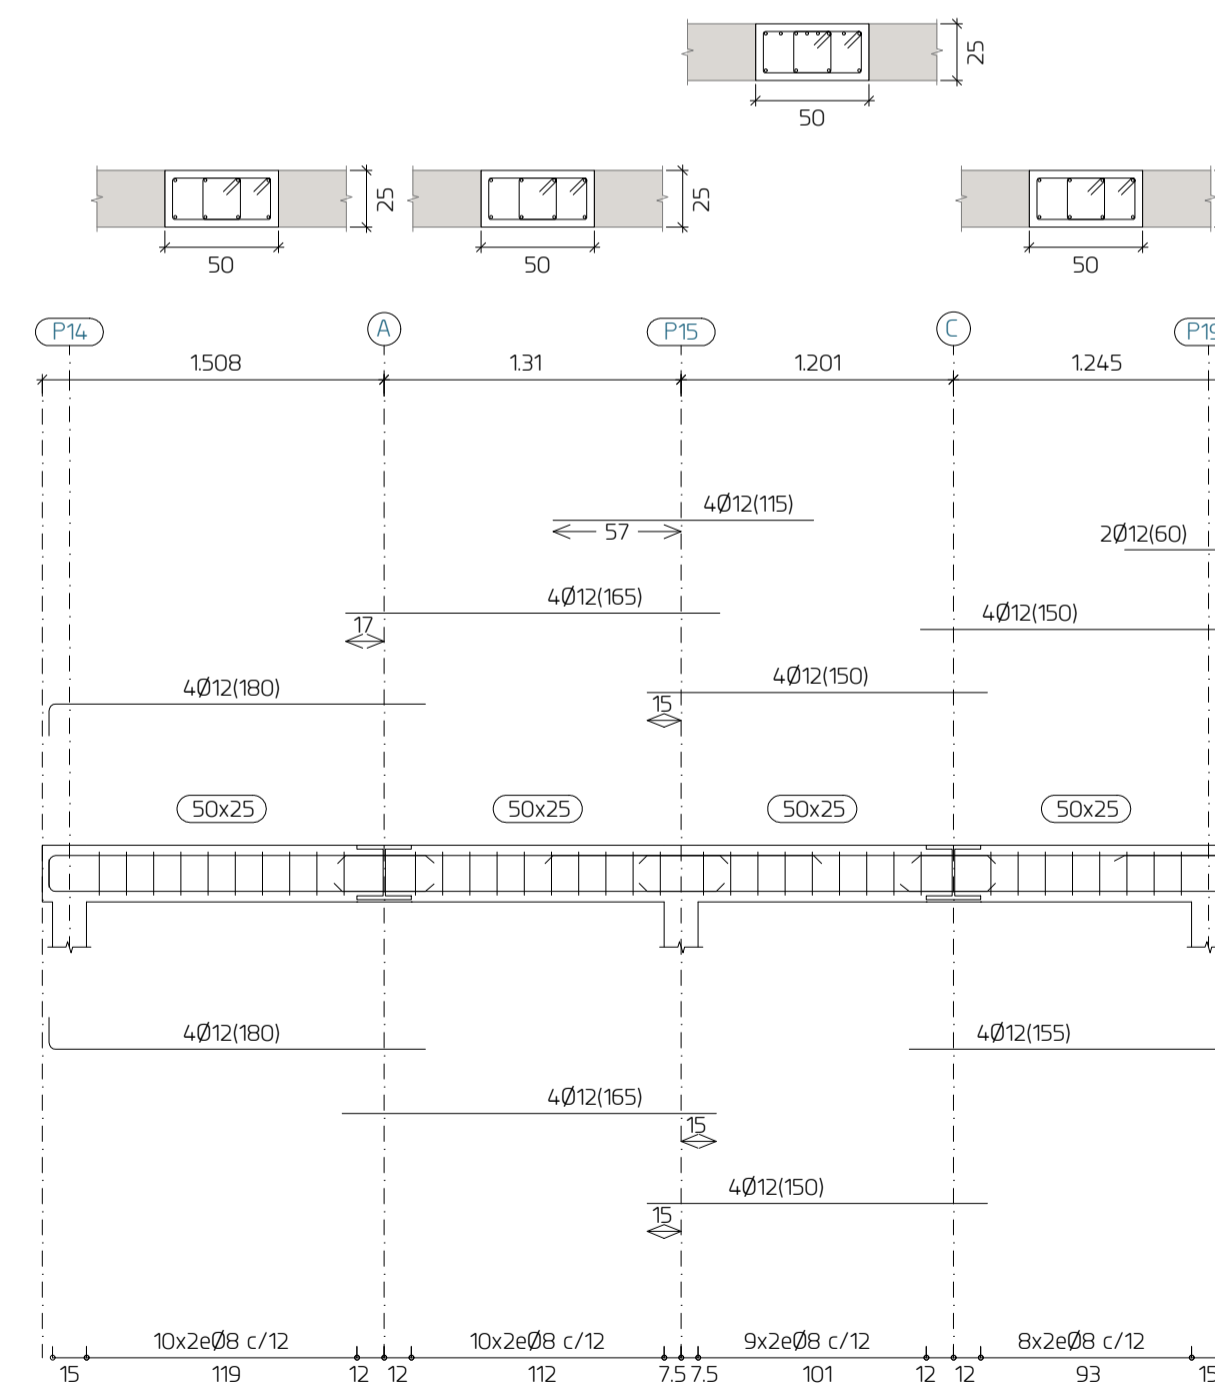 25
50
25
25
50
50
50
P14
A
P15
C
P19
1.508
1.31
1.201
1.245
4Ø12(115)
57
2Ø12(60)
4Ø12(165)
4Ø12(150)
17
4Ø12(180)
4Ø12(150)
15
50x25
50x25
50x25
50x25
4Ø12(180)
4Ø12(155)
4Ø12(165)
15
4Ø12(150)
15
10x2eØ8 c/12
10x2eØ8 c/12
9x2eØ8 c/12
8x2eØ8 c/12
15 119 12 12 112 7.5 7.5 101 12 12 93 15